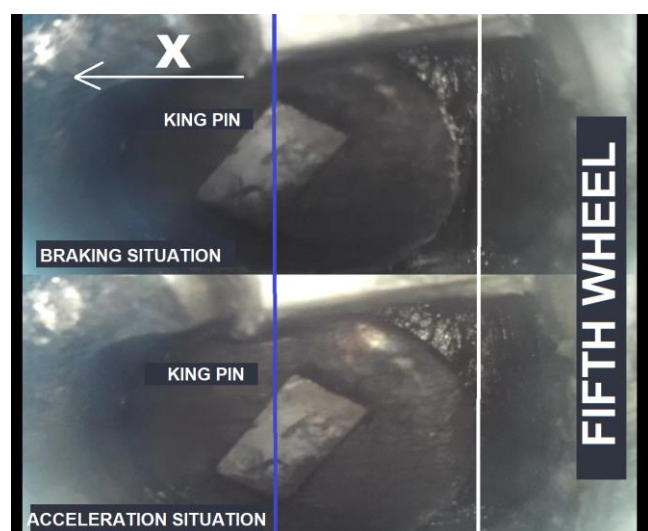 X
KING PIN
BRAKING SITUATION
KING PIN
ACCELERATION SITUATION
FIFTH WHEEL